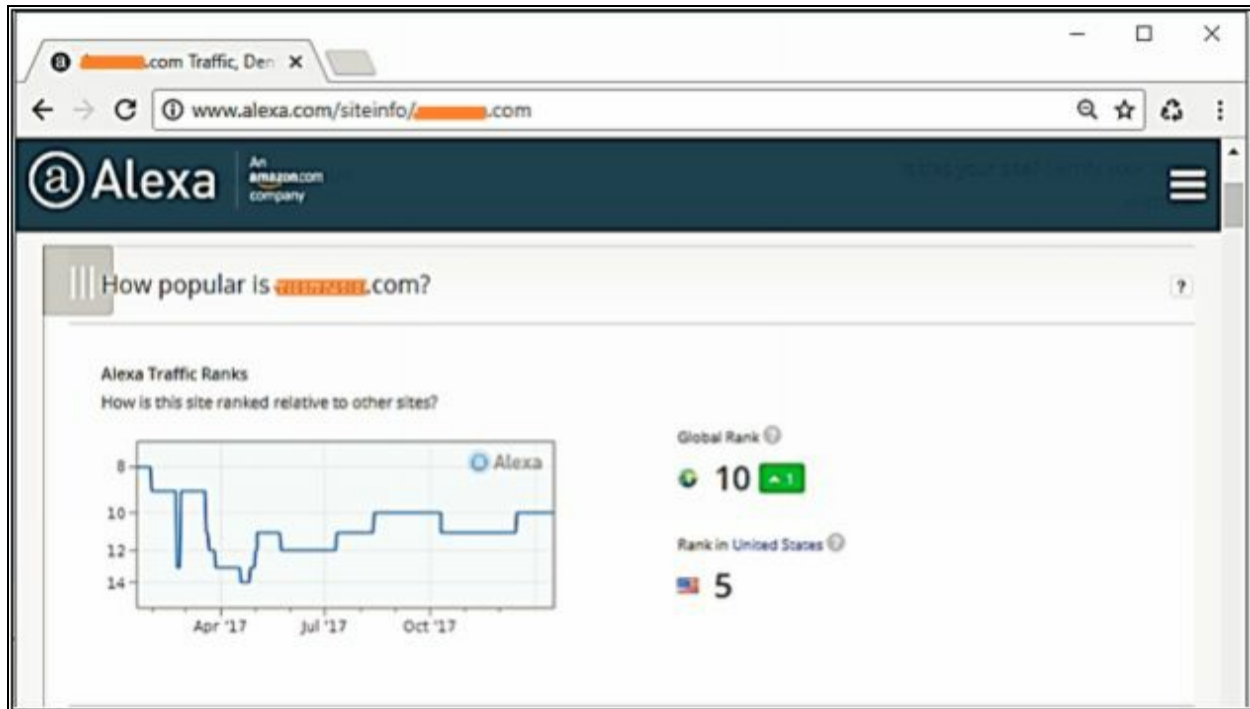 .com Traffic, Den
www.alexa.com/siteinfo/ .com
Alexa
An
amazon.com
company
How popular is .com?
?
Alexa Traffic Ranks
How is this site ranked relative to other sites?
Alexa
8
10
12
14
Apr '17 Jul '17 Oct '17
Global Rank ?
10 1
Rank in United States ?
5